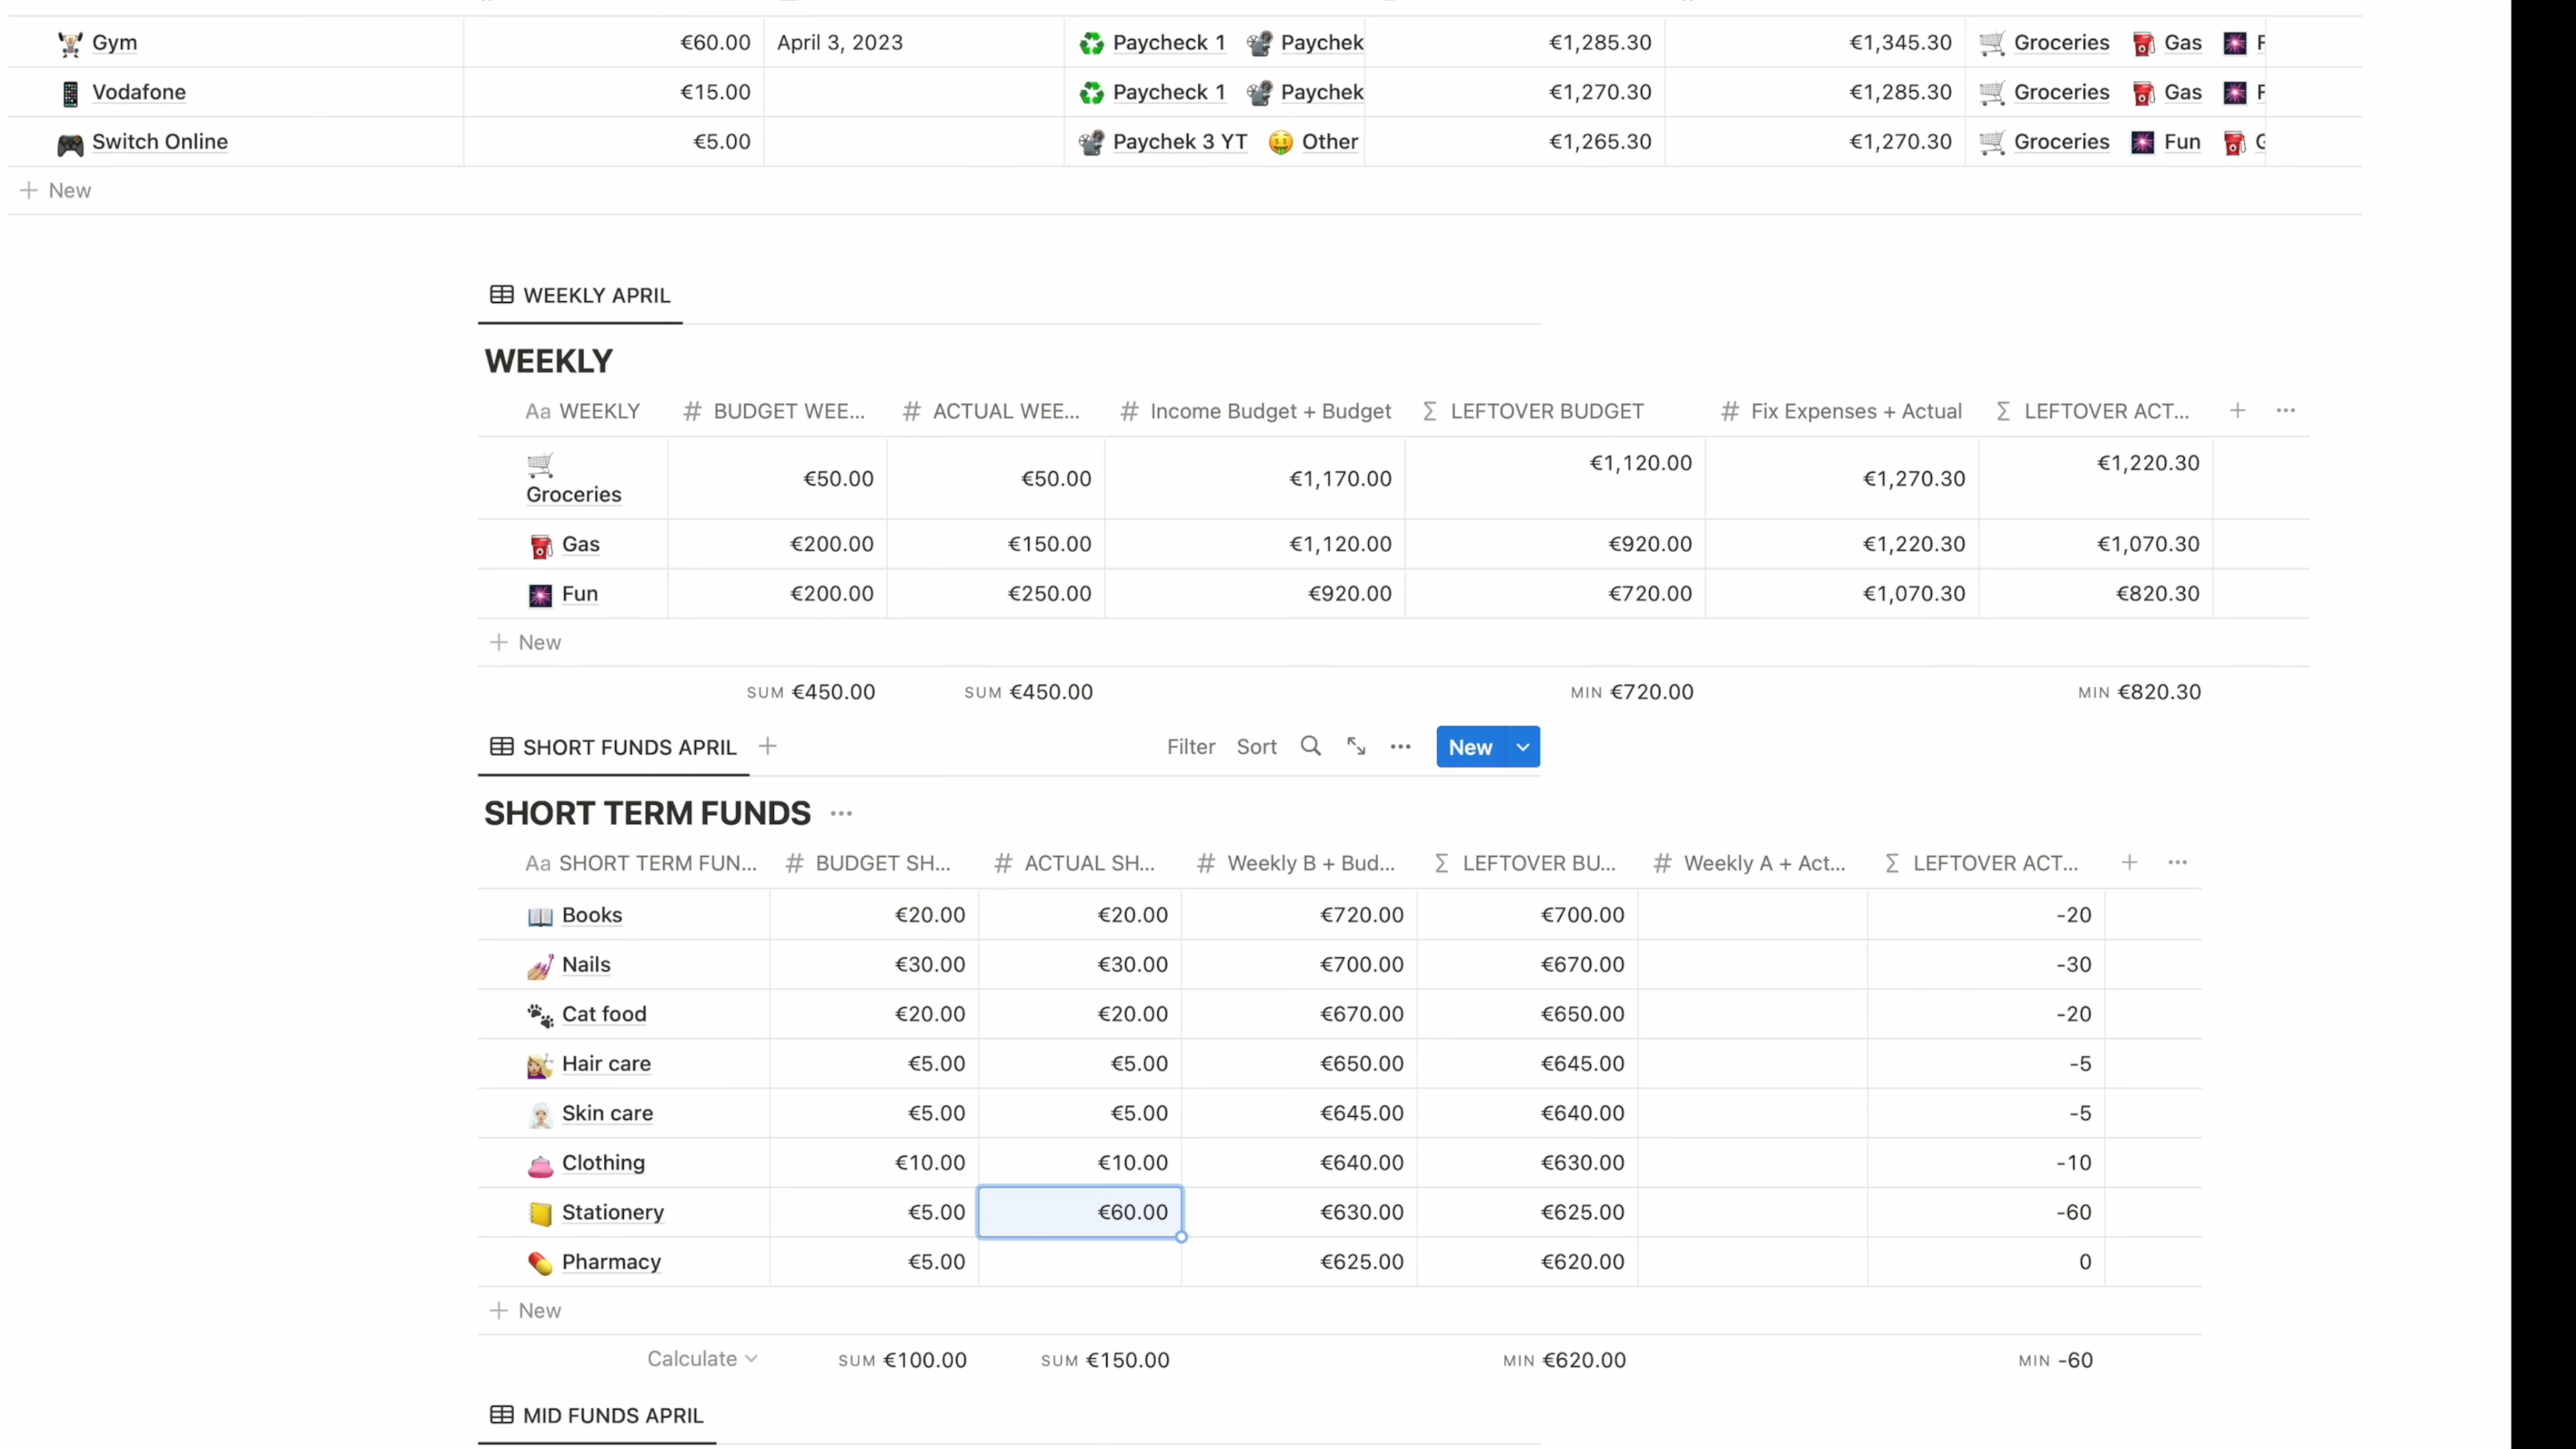 Gym €60.00 April 3, 2023 Paycheck 1 Paychek €1,285.30 €1,345.30 Groceries Gas F
Vodafone €15.00 Paycheck 1 Paychek €1,270.30 €1,285.30 Groceries Gas F
Switch Online €5.00 Paychek 3 YT Other €1,265.30 €1,270.30 Groceries Fun G
+ New
WEEKLY APRIL
WEEKLY
Aa WEEKLY # BUDGET WEE... # ACTUAL WEE... # Income Budget + Budget Σ LEFTOVER BUDGET # Fix Expenses + Actual Σ LEFTOVER ACT... + ...
Groceries €50.00 €50.00 €1,170.00 €1,120.00 €1,270.30 €1,220.30
Gas €200.00 €150.00 €1,120.00 €920.00 €1,220.30 €1,070.30
Fun €200.00 €250.00 €920.00 €720.00 €1,070.30 €820.30
+ New
SUM €450.00 SUM €450.00 MIN €720.00 MIN €820.30
SHORT FUNDS APRIL + Filter Sort ... New
SHORT TERM FUNDS ...
Aa SHORT TERM FUN... # BUDGET SH... # ACTUAL SH... # Weekly B + Bud... Σ LEFTOVER BU... # Weekly A + Act... Σ LEFTOVER ACT... + ...
Books €20.00 €20.00 €720.00 €700.00 -20
Nails €30.00 €30.00 €700.00 €670.00 -30
Cat food €20.00 €20.00 €670.00 €650.00 -20
Hair care €5.00 €5.00 €650.00 €645.00 -5
Skin care €5.00 €5.00 €645.00 €640.00 -5
Clothing €10.00 €10.00 €640.00 €630.00 -10
Stationery €5.00 €60.00 €630.00 €625.00 -60
Pharmacy €5.00 €625.00 €620.00 0
+ New
Calculate SUM €100.00 SUM €150.00 MIN €620.00 MIN -60
MID FUNDS APRIL